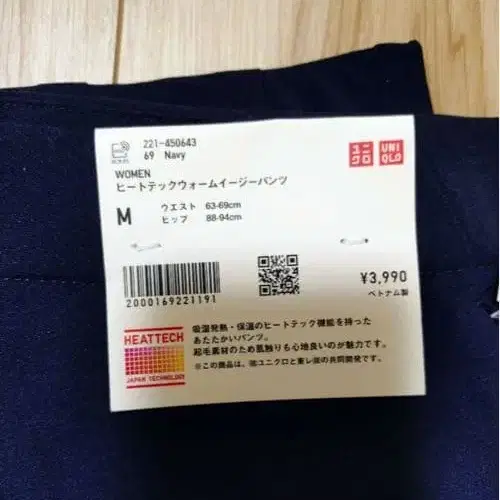 221-450643
69 Navy
WOMEN
ヒートテックウォームイージーパンツ
M
ウエスト 63-69cm
ヒップ 88-94cm
ユニクロ
UNIQLO
2000169221191
¥3,990
ベトナム製
HEATTECH
JAPAN TECHNOLOGY
吸湿発熱・保温のヒートテック機能を持った
あたたかいパンツ。
起毛素材のため肌触りも心地良いのが魅力です。
※この商品は、㈱ユニクロと東レ㈱の共同開発です。